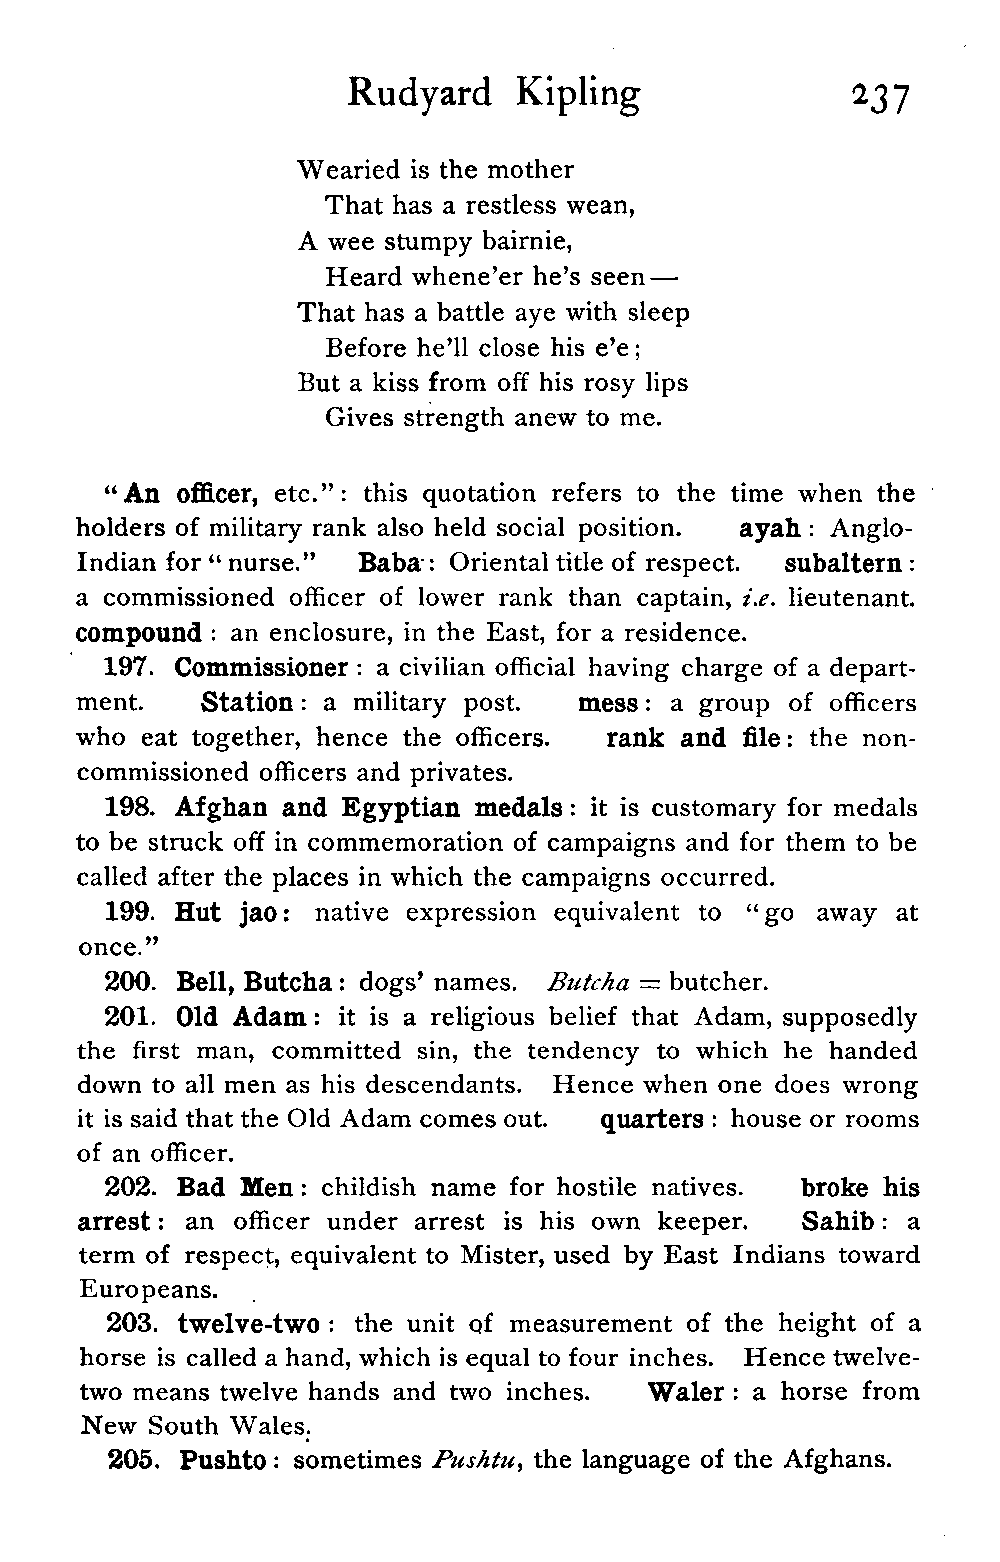 Rudyard Kipling 237
Wearied is the mother
That has a restless wean,
A wee stumpy bairnie,
Heard whene'er he's seen—
That has a battle aye with sleep
Before he'll close his e'e;
But a kiss from off his rosy lips
Gives strength anew to me.
"An officer, etc.": this quotation refers to the time when the
holders of military rank also held social position. ayah: Anglo-
Indian for "nurse." Baba: Oriental title of respect. subaltern:
a commissioned officer of lower rank than captain, i.e. lieutenant.
compound: an enclosure, in the East, for a residence.
197. Commissioner: a civilian official having charge of a depart-
ment. Station: a military post. mess: a group of officers
who eat together, hence the officers. rank and file: the non-
commissioned officers and privates.
198. Afghan and Egyptian medals: it is customary for medals
to be struck off in commemoration of campaigns and for them to be
called after the places in which the campaigns occurred.
199. Hut jao: native expression equivalent to "go away at
once."
200. Bell, Butcha: dogs' names. Butcha = butcher.
201. Old Adam: it is a religious belief that Adam, supposedly
the first man, committed sin, the tendency to which he handed
down to all men as his descendants. Hence when one does wrong
it is said that the Old Adam comes out. quarters: house or rooms
of an officer.
202. Bad Men: childish name for hostile natives. broke his
arrest: an officer under arrest is his own keeper. Sahib: a
term of respect, equivalent to Mister, used by East Indians toward
Europeans.
203. twelve-two: the unit of measurement of the height of a
horse is called a hand, which is equal to four inches. Hence twelve-
two means twelve hands and two inches. Waler: a horse from
New South Wales.
205. Pushto: sometimes Pushtu, the language of the Afghans.